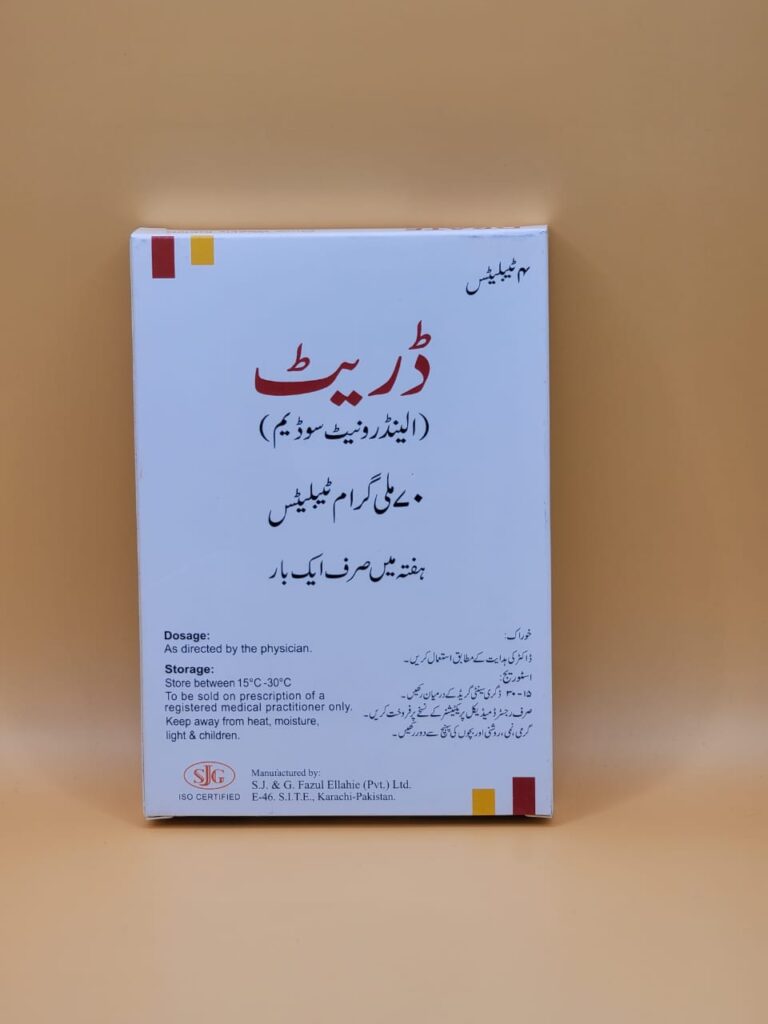 ۴ ٹیبلیٹس
ڈریٹ
(الینڈرونیٹ سوڈیم)
۷۰ ملی گرام ٹیبلیٹس
ہفتہ میں صرف ایک بار
Dosage:
As directed by the physician.
Storage:
Store between 15°C-30°C
To be sold on prescription of a
registered medical practitioner only.
Keep away from heat, moisture,
light & children.
خوراک:
ڈاکٹر کی ہدایت کے مطابق استعمال کریں۔
اسٹوریج:
۱۵-۳۰ ڈگری سینٹی گریڈ کے درمیان رکھیں۔
صرف رجسٹرڈ میڈیکل پریکٹیشنر کے نسخے پر فروخت کریں۔
گرمی، نمی، روشنی اور بچوں کی پہنچ سے دور رکھیں۔
SJG
ISO CERTIFIED
Manufactured by:
S.J. & G. Fazul Ellahie (Pvt.) Ltd.
E-46. S.I.T.E., Karachi-Pakistan.